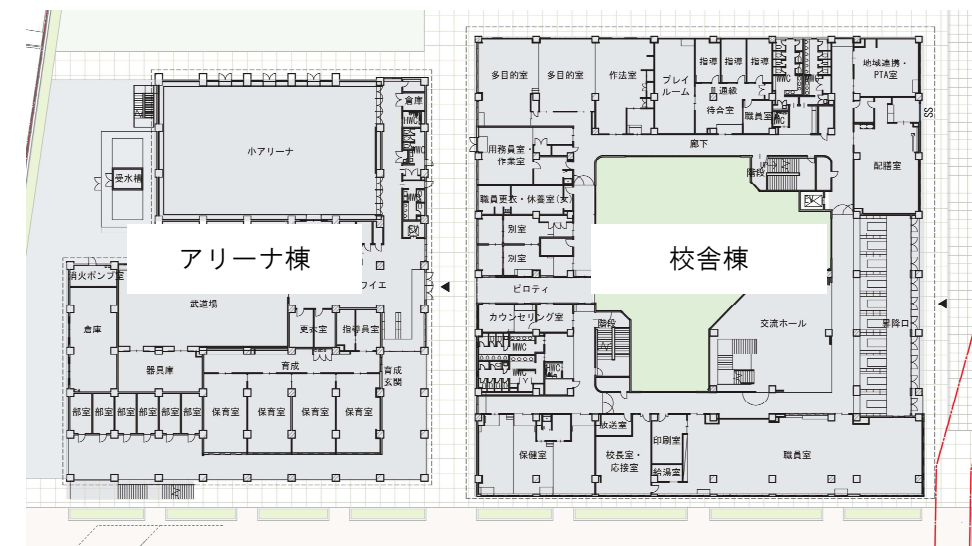 多目的室
多目的室
作法室
プレイ
ルーム
指導
指導
指導
通級
待合室
職員室
WC
WC
地域連携・
PTA室
SS
廊下
階段
配膳室
用務員室・
作業室
職員更衣・休養室(女)
別室
別室
ピロティ
カウンセリング室
階段
校舎棟
交流ホール
昇降口
MWC
WWC
HWC
保健室
放送室
校長室・
応接室
印刷室
給湯室
職員室
倉庫
HWC
小アリーナ
受水槽
EV
アリーナ棟
消火ポンプ室
武道場
ワイエ
倉庫
更衣室
指導員室
器具庫
育成
育成
玄関
部室
部室
部室
部室
部室
部室
保育室
保育室
保育室
保育室